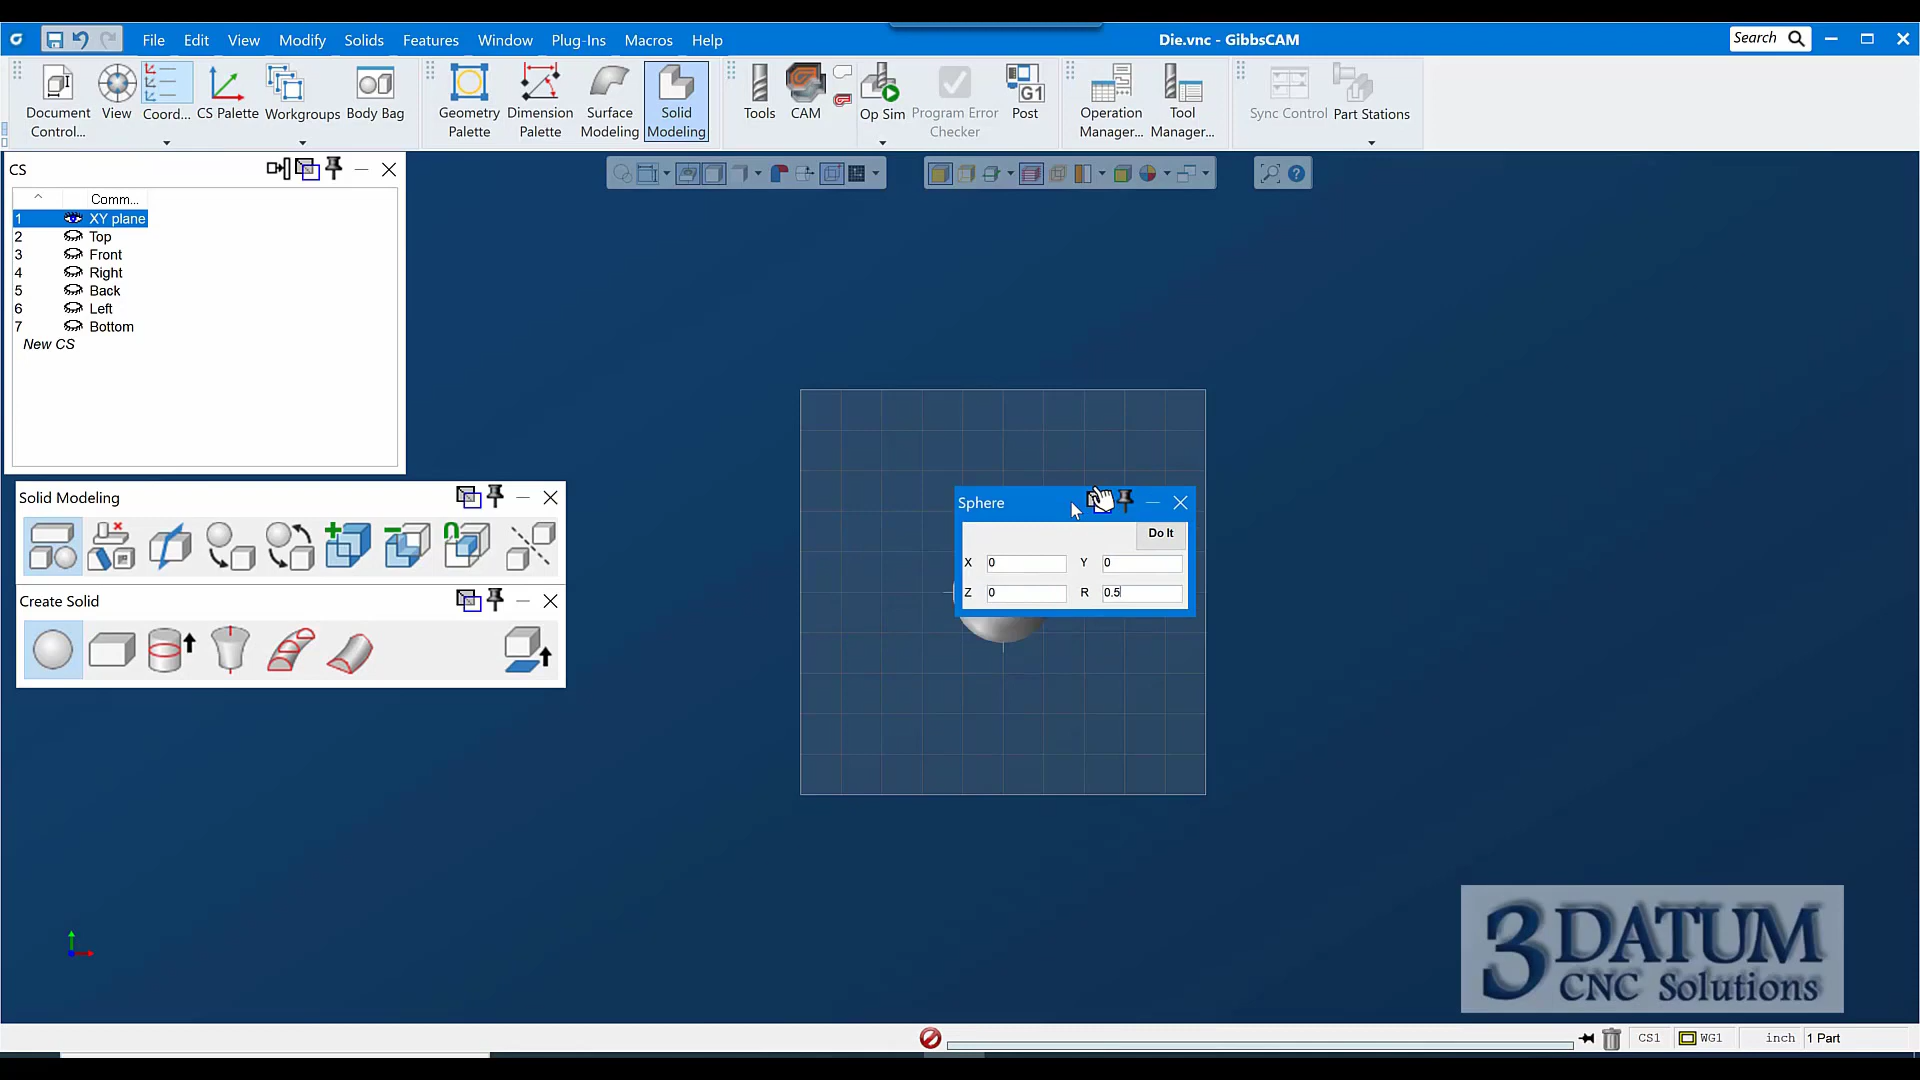 File Edit View Modify Solids Features Window Plug-Ins Macros Help
Die.vnc - GibbsCAM
Search
Document Control...
View
Coord...
CS Palette
Workgroups
Body Bag
Geometry Palette
Dimension Palette
Surface Modeling
Solid Modeling
Tools
CAM
Op Sim
Program Error Checker
G1
Post
Operation Manager...
Tool Manager...
Sync Control
Part Stations
CS
Comm...
1 XY plane
2 Top
3 Front
4 Right
5 Back
6 Left
7 Bottom
New CS
Solid Modeling
Create Solid
Sphere
Do It
X 0 Y 0
Z 0 R 0.5
3DATUM
CNC Solutions
CS1 WG1 inch 1 Part